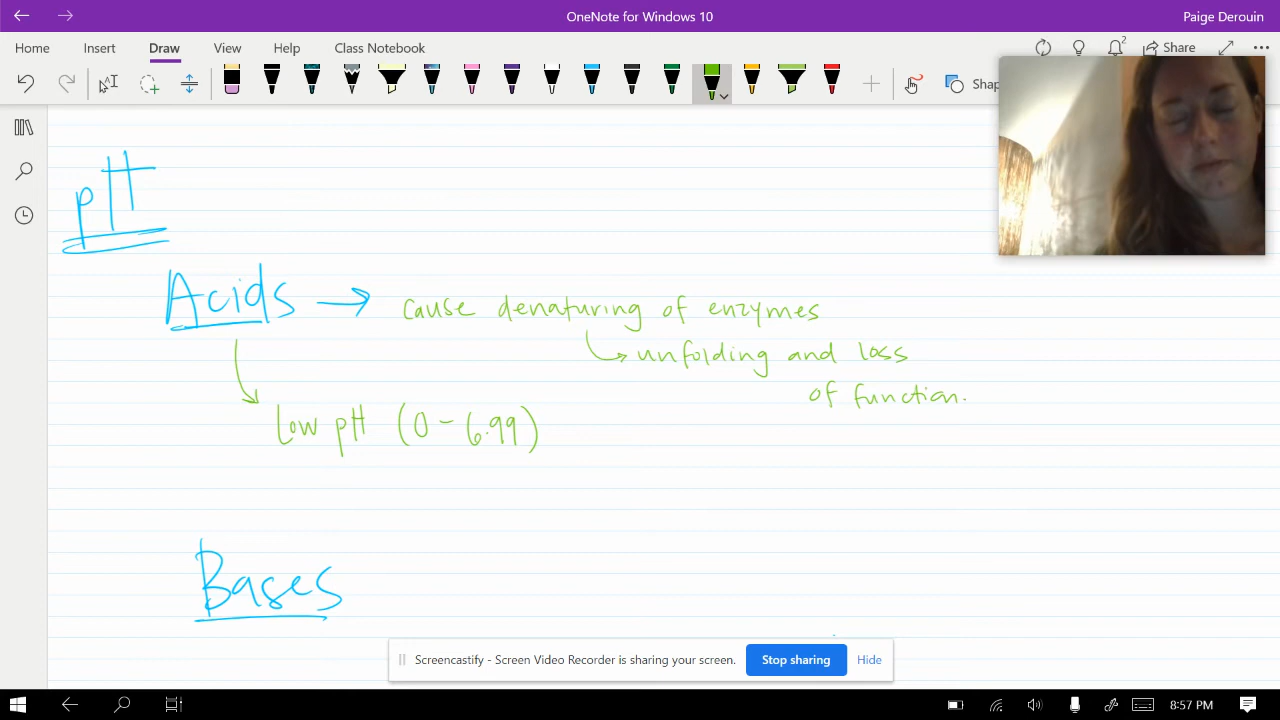 OneNote for Windows 10
Paige Derouin
Home Insert Draw View Help Class Notebook
2 Share
Shap
pH
Acids → cause denaturing of enzymes
unfolding and loss
of function.
Low pH (0 - 6.99)
Bases
Screencastify - Screen Video Recorder is sharing your screen. Stop sharing Hide
8:57 PM